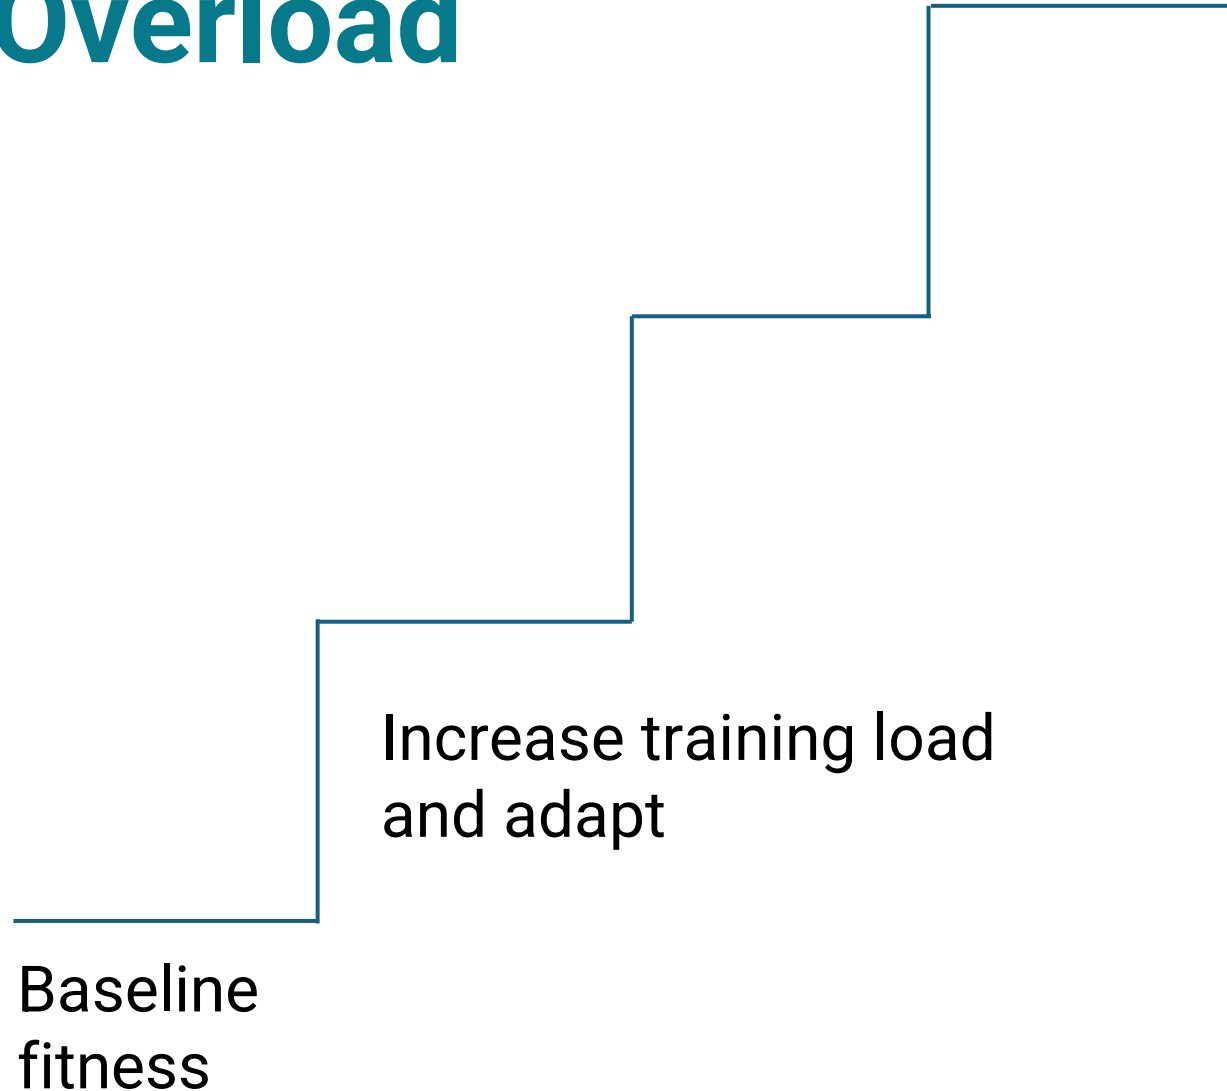 Overload
Increase training load
and adapt
Baseline
fitness